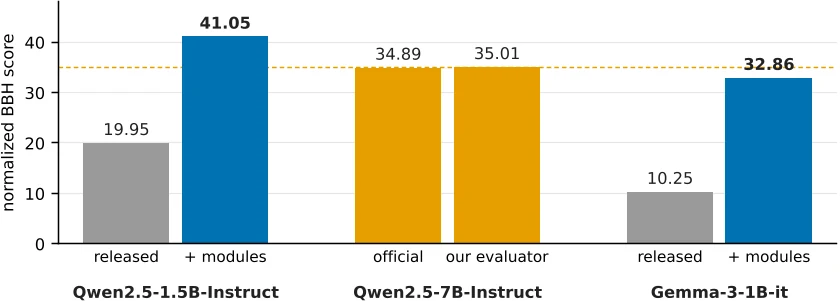 normalized BBH score
40
30
20
10
0
19.95
41.05
34.89
35.01
10.25
32.86
released
+ modules
official
our evaluator
released
+ modules
Qwen2.5-1.5B-Instruct
Qwen2.5-7B-Instruct
Gemma-3-1B-it